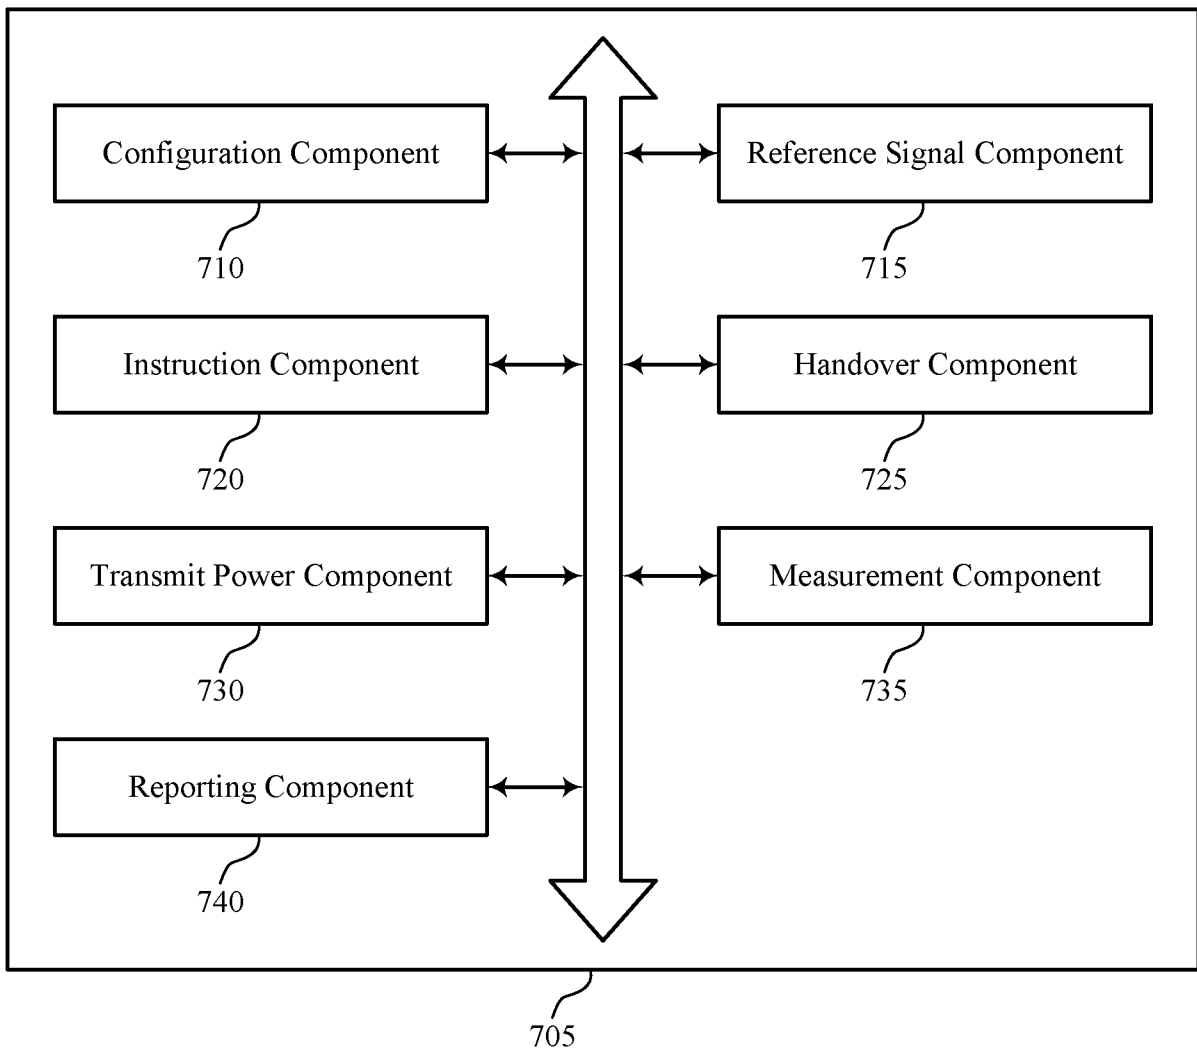 Configuration Component
Reference Signal Component
710
715
Instruction Component
Handover Component
720
725
Transmit Power Component
Measurement Component
730
735
Reporting Component
740
705